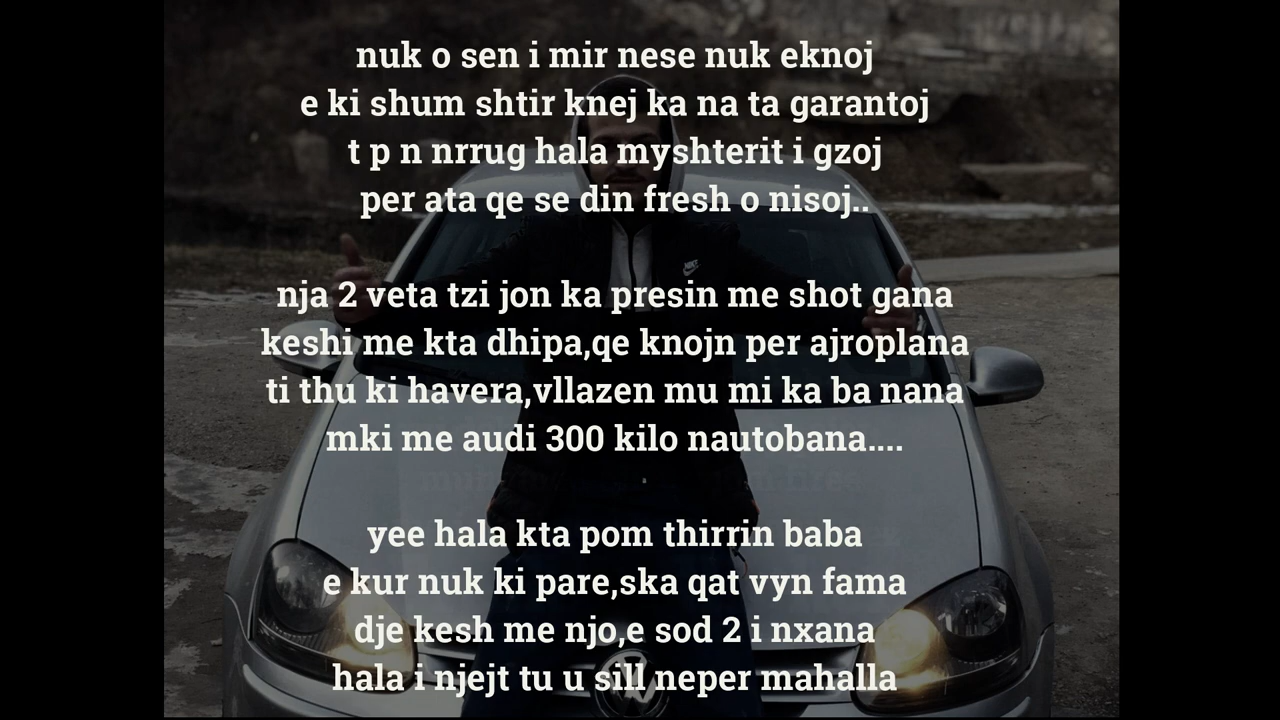 nuk o sen i mir nese nuk eknoj
e ki shum shtir knej ka na ta garantoj
t p n nrrug hala myshterit i gzoj
per ata qe se din fresh o nisoj..
nja 2 veta tzi jon ka presin me shot gana
keshi me kta dhipa,qe knojn per ajroplana
ti thu ki havera,vllazen mu mi ka ba nana
mki me audi 300 kilo nautobana....
yee hala kta pom thirrin baba
e kur nuk ki pare,ska qat vyn fama
dje kesh me njo,e sod 2 i nxana
hala i njejt tu u sill neper mahalla